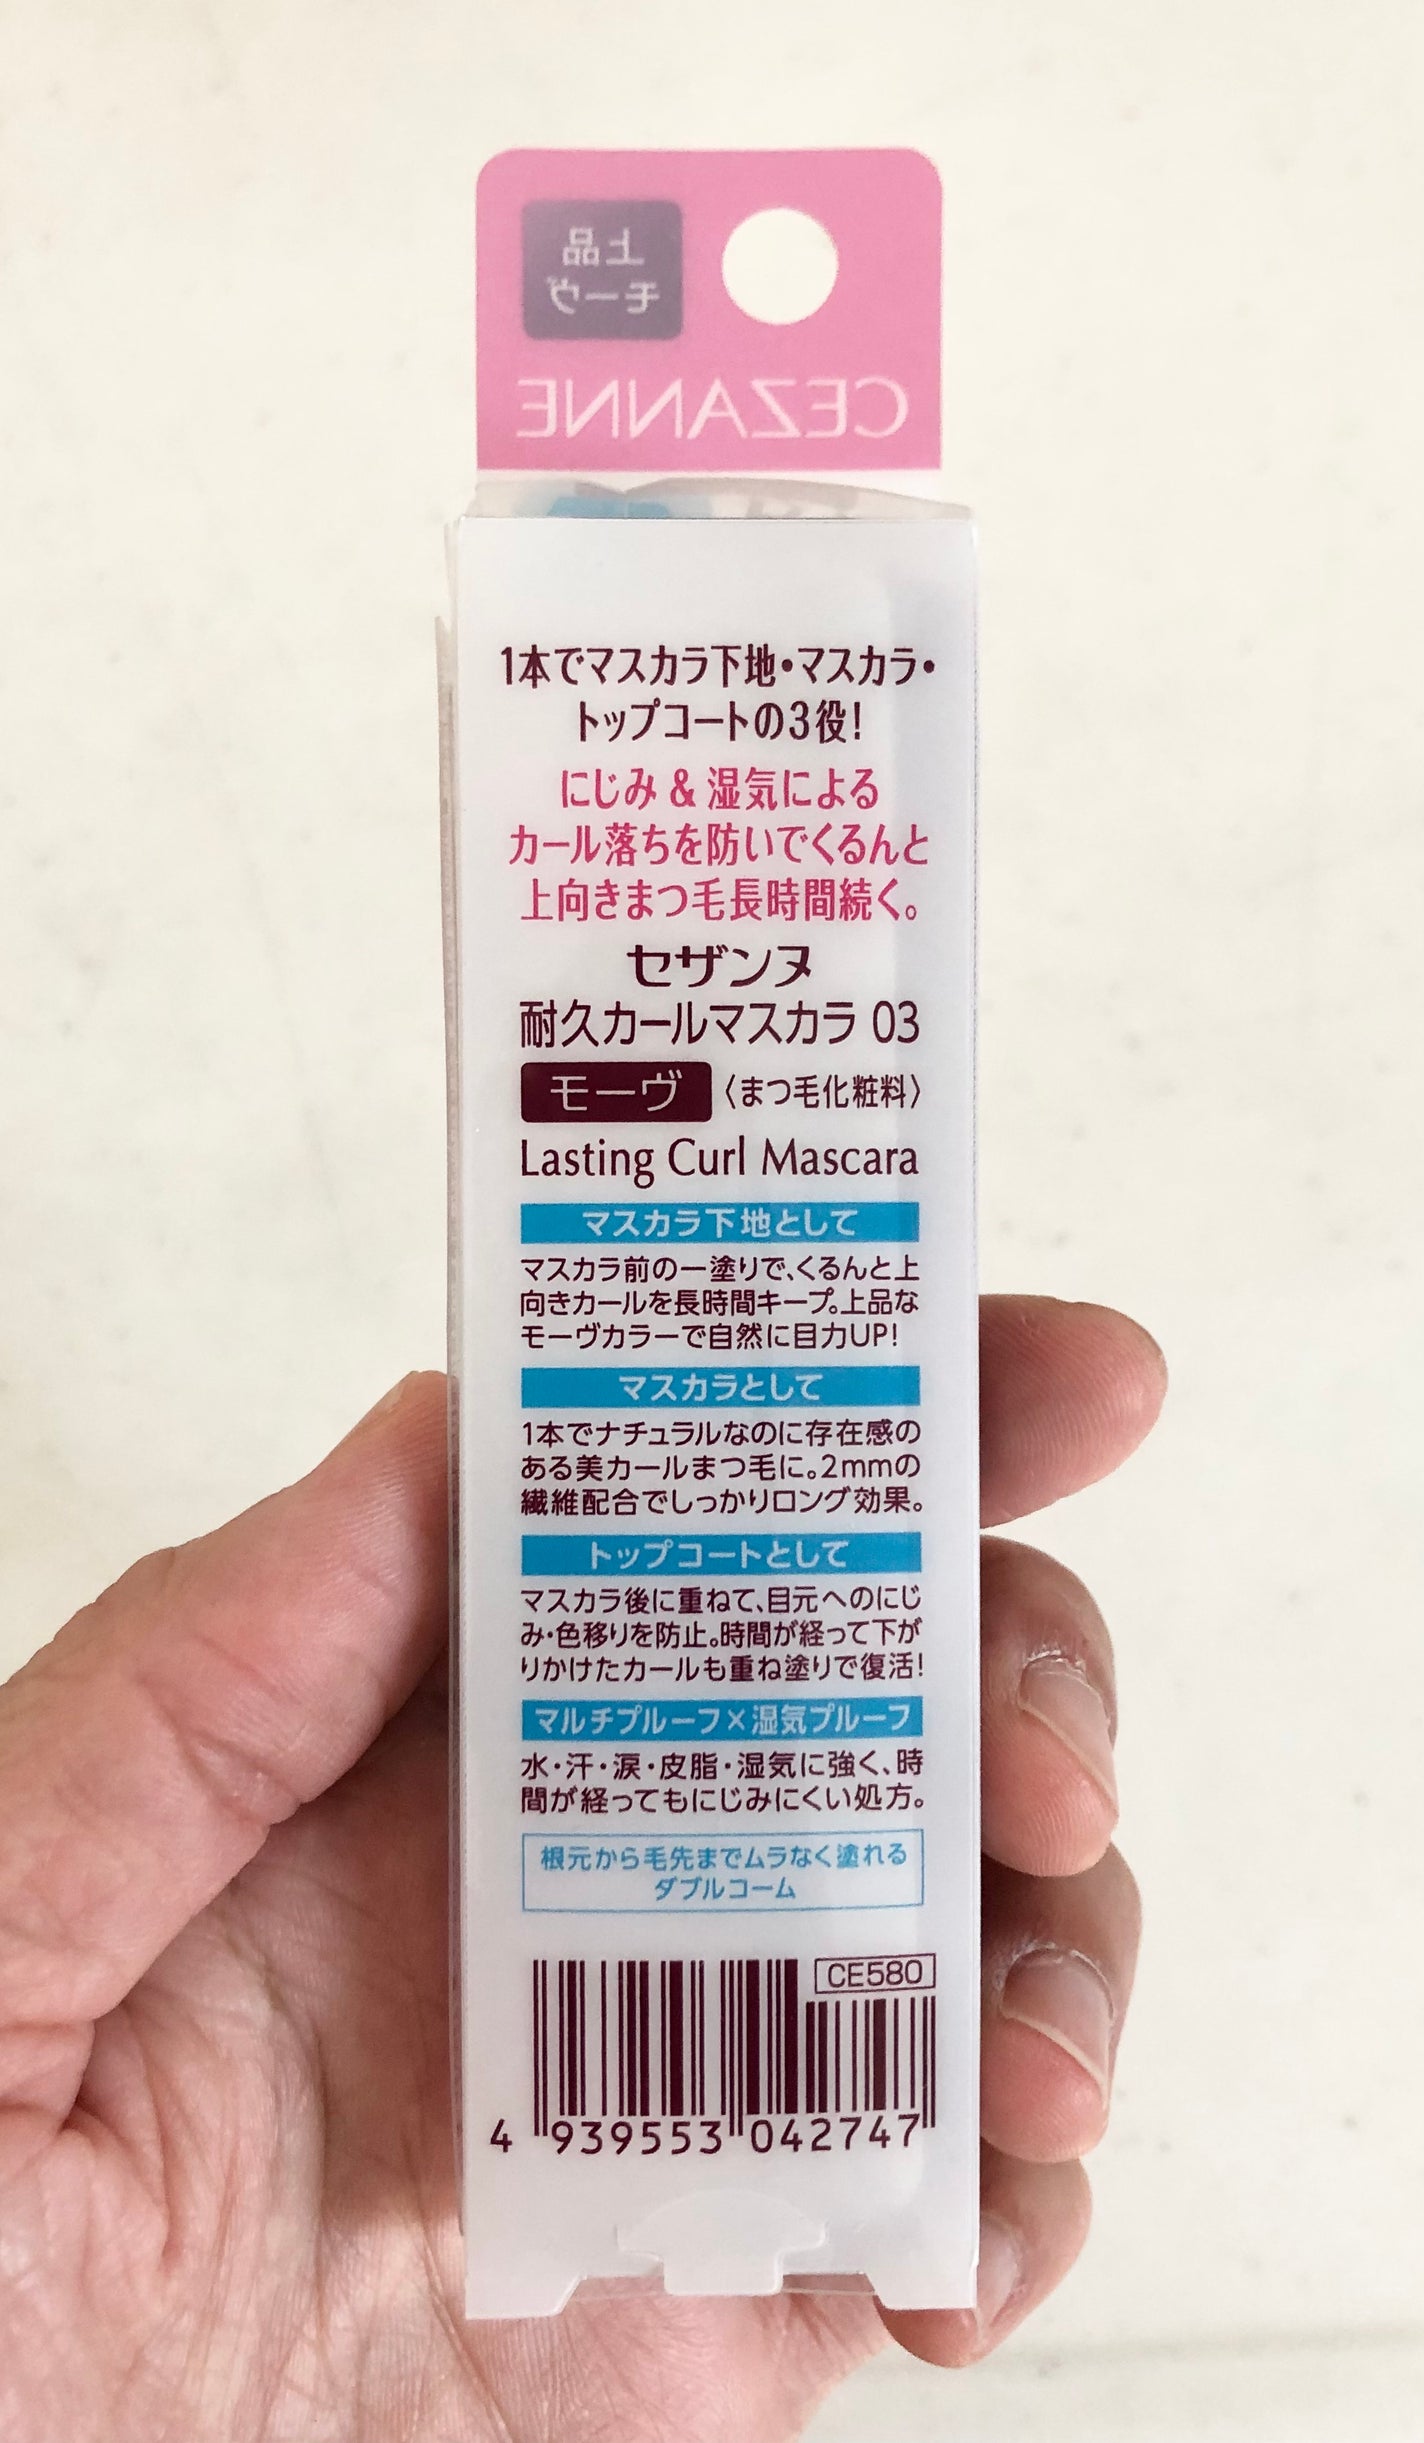 上品
モーヴ
CEZANNE
1本でマスカラ下地・マスカラ・
トップコートの3役!
にじみ & 湿気による
カール落ちを防いでくるんと
上向きまつ毛長時間続く。
セザンヌ
耐久カールマスカラ 03
モーヴ 〈まつ毛化粧料〉
Lasting Curl Mascara
マスカラ下地として
マスカラ前の一塗りで、くるんと上
向きカールを長時間キープ。上品な
モーヴカラーで自然に目力UP!
マスカラとして
1本でナチュラルなのに存在感の
ある美カールまつ毛に。2mmの
繊維配合でしっかりロング効果。
トップコートとして
マスカラ後に重ねて、目元へのにじ
み・色移りを防止。時間が経って下が
りかけたカールも重ね塗りで復活!
マルチプルーフ×湿気プルーフ
水・汗・涙・皮脂・湿気に強く、時
間が経ってもにじみにくい処方。
根元から毛先までムラなく塗れる
ダブルコーム
CE580
4 939553 042747